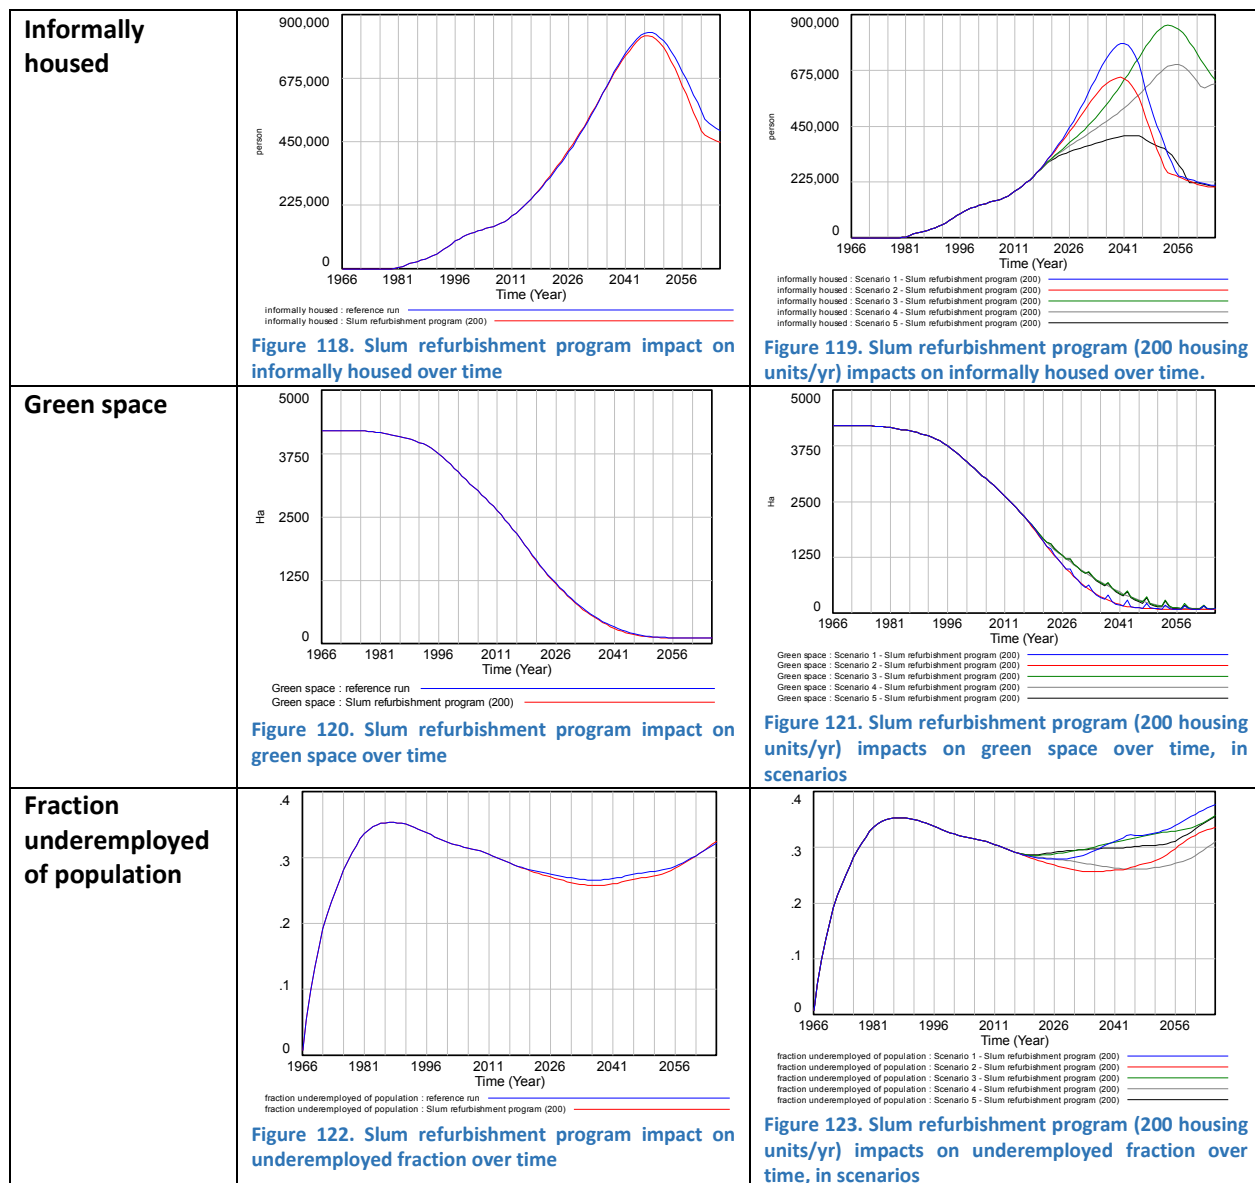 Informally
housed
900,000
675,000
450,000
225,000
0
person
1966 1981 1996 2011 2026 2041 2056
Time (Year)
informally housed : reference run
informally housed : Slum refurbishment program (200)
Figure 118. Slum refurbishment program impact on
informally housed over time
900,000
675,000
450,000
225,000
0
person
1966 1981 1996 2011 2026 2041 2056
Time (Year)
informally housed : Scenario 1 - Slum refurbishment program (200)
informally housed : Scenario 2 - Slum refurbishment program (200)
informally housed : Scenario 3 - Slum refurbishment program (200)
informally housed : Scenario 4 - Slum refurbishment program (200)
informally housed : Scenario 5 - Slum refurbishment program (200)
Figure 119. Slum refurbishment program (200 housing
units/yr) impacts on informally housed over time.
Green space
5000
3750
2500
1250
0
Ha
1966 1981 1996 2011 2026 2041 2056
Time (Year)
Green space : reference run
Green space : Slum refurbishment program (200)
Figure 120. Slum refurbishment program impact on
green space over time
5000
3750
2500
1250
0
Ha
1966 1981 1996 2011 2026 2041 2056
Time (Year)
Green space : Scenario 1 - Slum refurbishment program (200)
Green space : Scenario 2 - Slum refurbishment program (200)
Green space : Scenario 3 - Slum refurbishment program (200)
Green space : Scenario 4 - Slum refurbishment program (200)
Green space : Scenario 5 - Slum refurbishment program (200)
Figure 121. Slum refurbishment program (200 housing
units/yr) impacts on green space over time, in
scenarios
Fraction
underemployed
of population
.4
.3
.2
.1
0
1966 1981 1996 2011 2026 2041 2056
Time (Year)
fraction underemployed of population : reference run
fraction underemployed of population : Slum refurbishment program (200)
Figure 122. Slum refurbishment program impact on
underemployed fraction over time
.4
.3
.2
.1
0
1966 1981 1996 2011 2026 2041 2056
Time (Year)
fraction underemployed of population : Scenario 1 - Slum refurbishment program (200)
fraction underemployed of population : Scenario 2 - Slum refurbishment program (200)
fraction underemployed of population : Scenario 3 - Slum refurbishment program (200)
fraction underemployed of population : Scenario 4 - Slum refurbishment program (200)
fraction underemployed of population : Scenario 5 - Slum refurbishment program (200)
Figure 123. Slum refurbishment program (200 housing
units/yr) impacts on underemployed fraction over
time, in scenarios